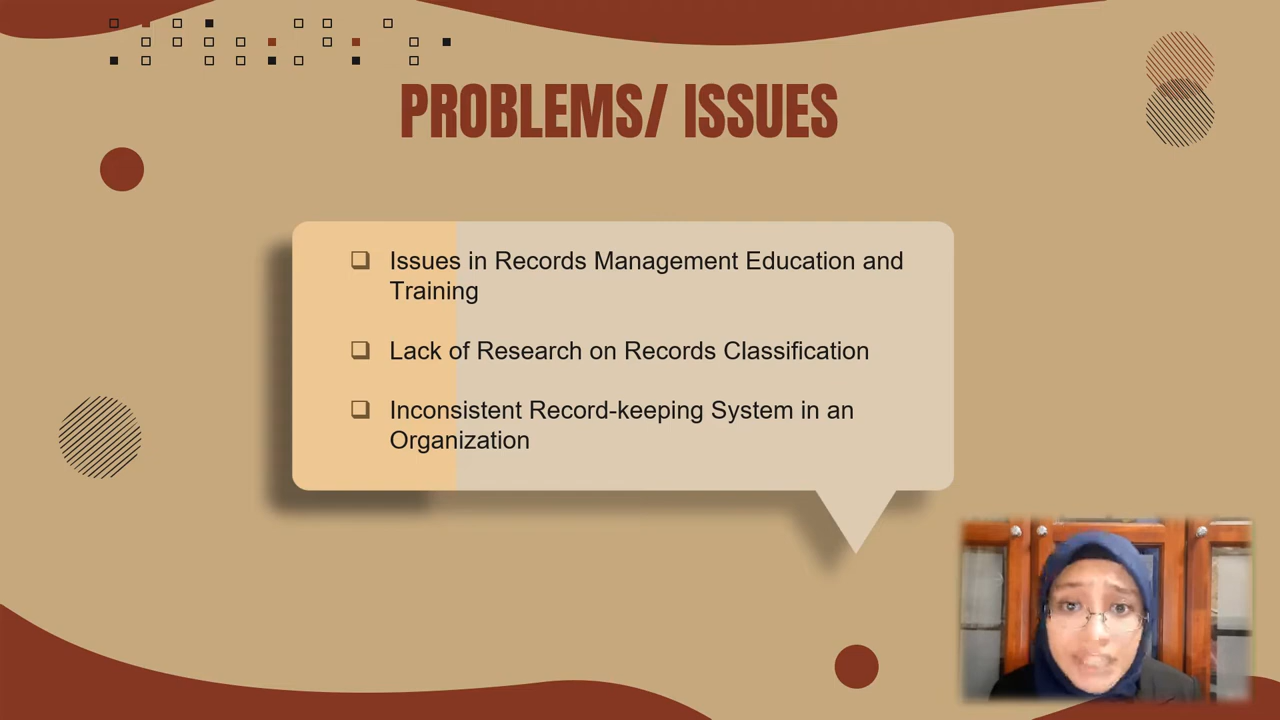 PROBLEMS/ ISSUES
Issues in Records Management Education and
Training
Lack of Research on Records Classification
Inconsistent Record-keeping System in an
Organization